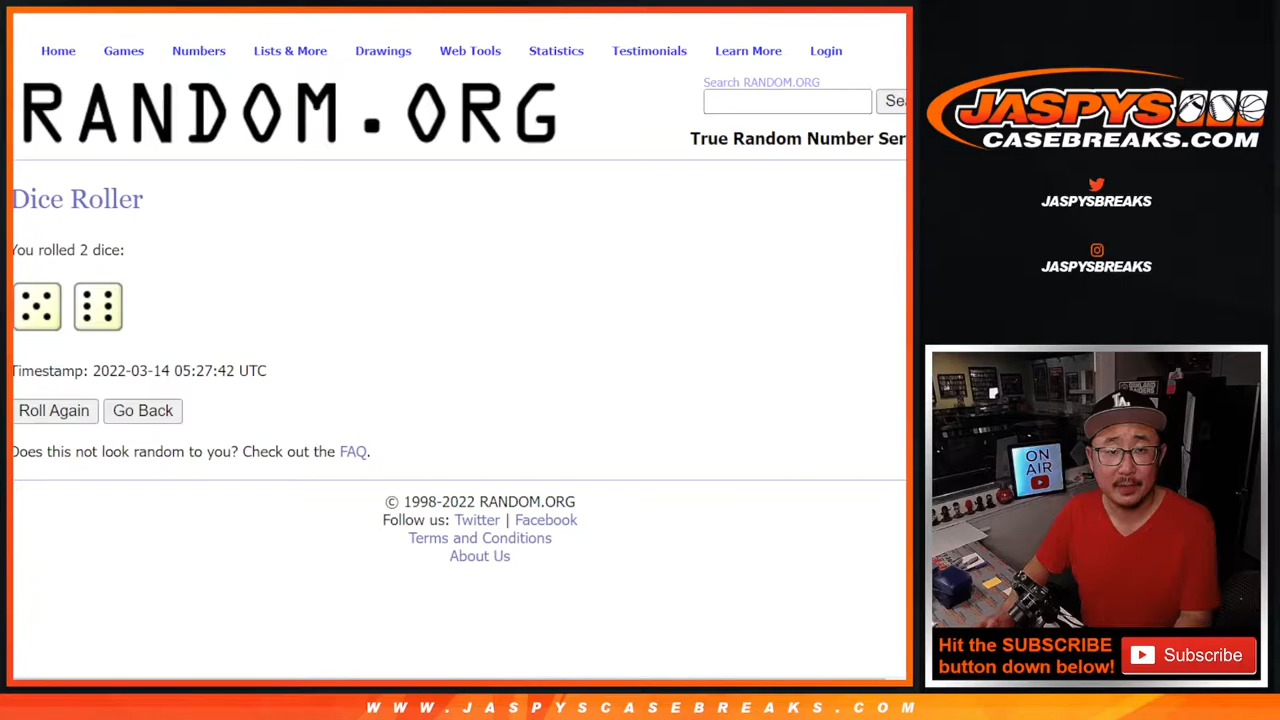 Home Games Numbers Lists & More Drawings Web Tools Statistics Testimonials Learn More Login
RANDOM.ORG
Search RANDOM.ORG
Sea
True Random Number Ser
Dice Roller
You rolled 2 dice:
Timestamp: 2022-03-14 05:27:42 UTC
Roll Again Go Back
Does this not look random to you? Check out the FAQ.
© 1998-2022 RANDOM.ORG
Follow us: Twitter | Facebook
Terms and Conditions
About Us
JASPYS
CASEBREAKS.COM
JASPYSBREAKS
JASPYSBREAKS
ON
AIR
LA
Hit the SUBSCRIBE
button down below!
Subscribe
WWW.JASPYSCASEBREAKS.COM